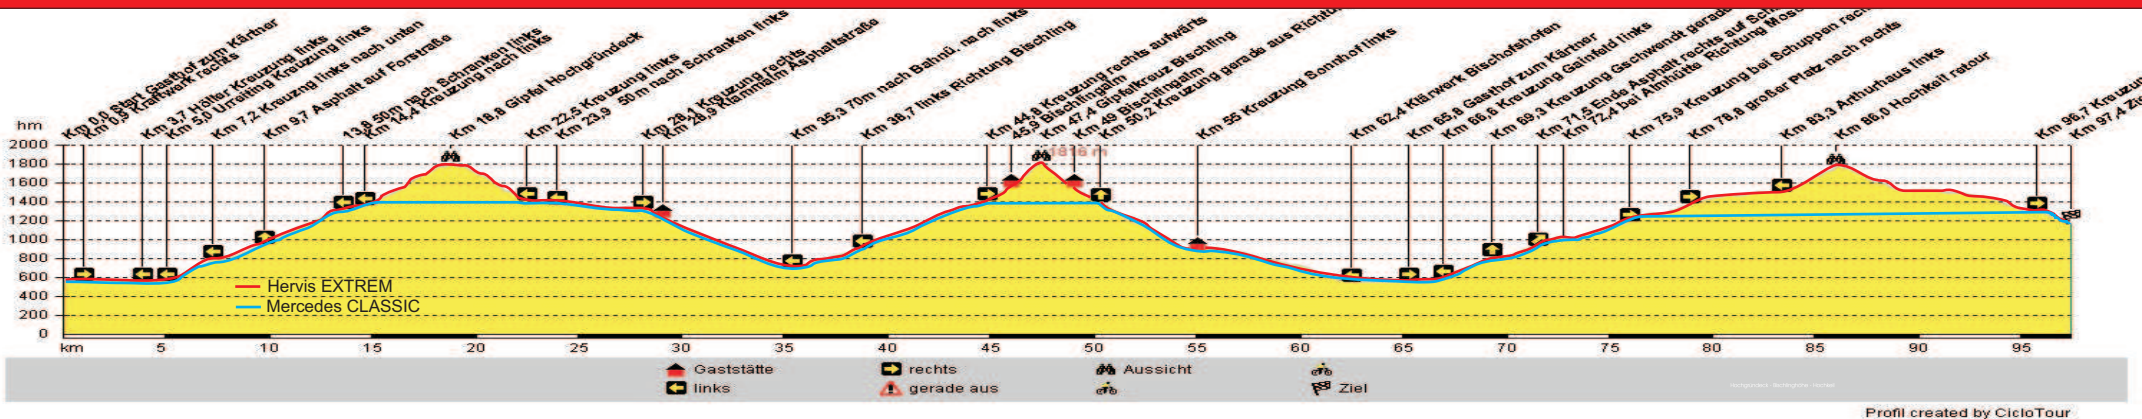 Km 0,0 Start Gasthof zum Kärtner
Km 0,9 Kraftwerk rechts
Km 3,7 Hölter Kreuzung links
Km 5,0 Urreiting Kreuzung links
Km 7,2 Kreuzng links nach unten
Km 9,7 Asphalt auf Forstraße
13,8 50m nach Schranken links
Km 14,4 Kreuzung nach links
Km 18,8 Gipfel Hochgründeck
Km 22,5 Kreuzung links
Km 23,9 50m nach Schranken links
Km 28,1 Kreuzung rechts
Km 28,9 Klammalm Asphaltstraße
Km 35,3 70m nach Bahnü. nach links
Km 38,7 links Richtung Bischling
Km 44,8 Kreuzung rechts aufwärts
45,9 Bischlingalm
Km 47,4 Gipfelkreuz Bischling
Km 49 Bischlingalm
Km 50,2 Kreuzung gerade aus
Km 55 Kreuzung Sonnhof links
Km 62,4 Klärwerk Bischofshofen
Km 65,8 Gasthof zum Kärtner
Km 66,8 Kreuzung Gainfeld links
Km 69,3 Kreuzung Gschwendt
Km 71,5 Ende Asphalt rechts auf
Km 72,4 bei Almhütte Richtung
Km 75,9 Kreuzung bei Schuppen
Km 78,8 großer Platz nach rechts
Km 83,3 Arthurhaus links
Km 86,0 Hochkeil retour
Km 96,7
Km 97,4
hm
2000
1800
1600
1400
1200
1000
800
600
400
200
0
1816 m
Hervis EXTREM
Mercedes CLASSIC
km 5 10 15 20 25 30 35 40 45 50 55 60 65 70 75 80 85 90 95
Gaststätte rechts Aussicht
links gerade aus Ziel
Profil created by CicloTour